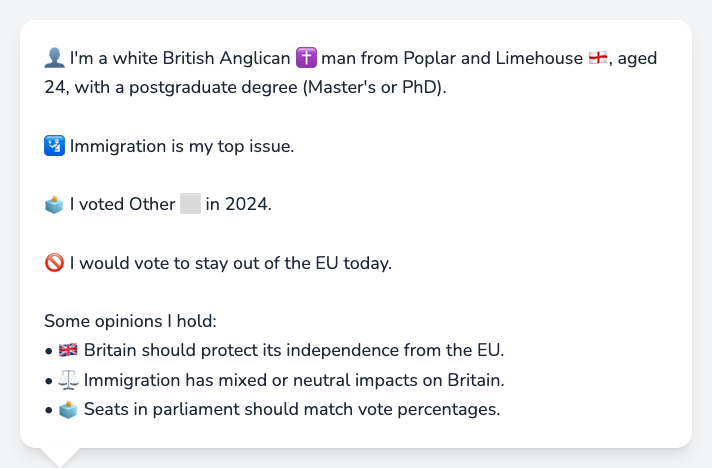 👤 I'm a white British Anglican ✝️ man from Poplar and Limehouse 🏴󠁧󠁢󠁥󠁮󠁧󠁿, aged
24, with a postgraduate degree (Master's or PhD).
🛂 Immigration is my top issue.
🗳️ I voted Other ⬜ in 2024.
🚫 I would vote to stay out of the EU today.
Some opinions I hold:
• 🇬🇧 Britain should protect its independence from the EU.
• ⚖️ Immigration has mixed or neutral impacts on Britain.
• 🗳️ Seats in parliament should match vote percentages.